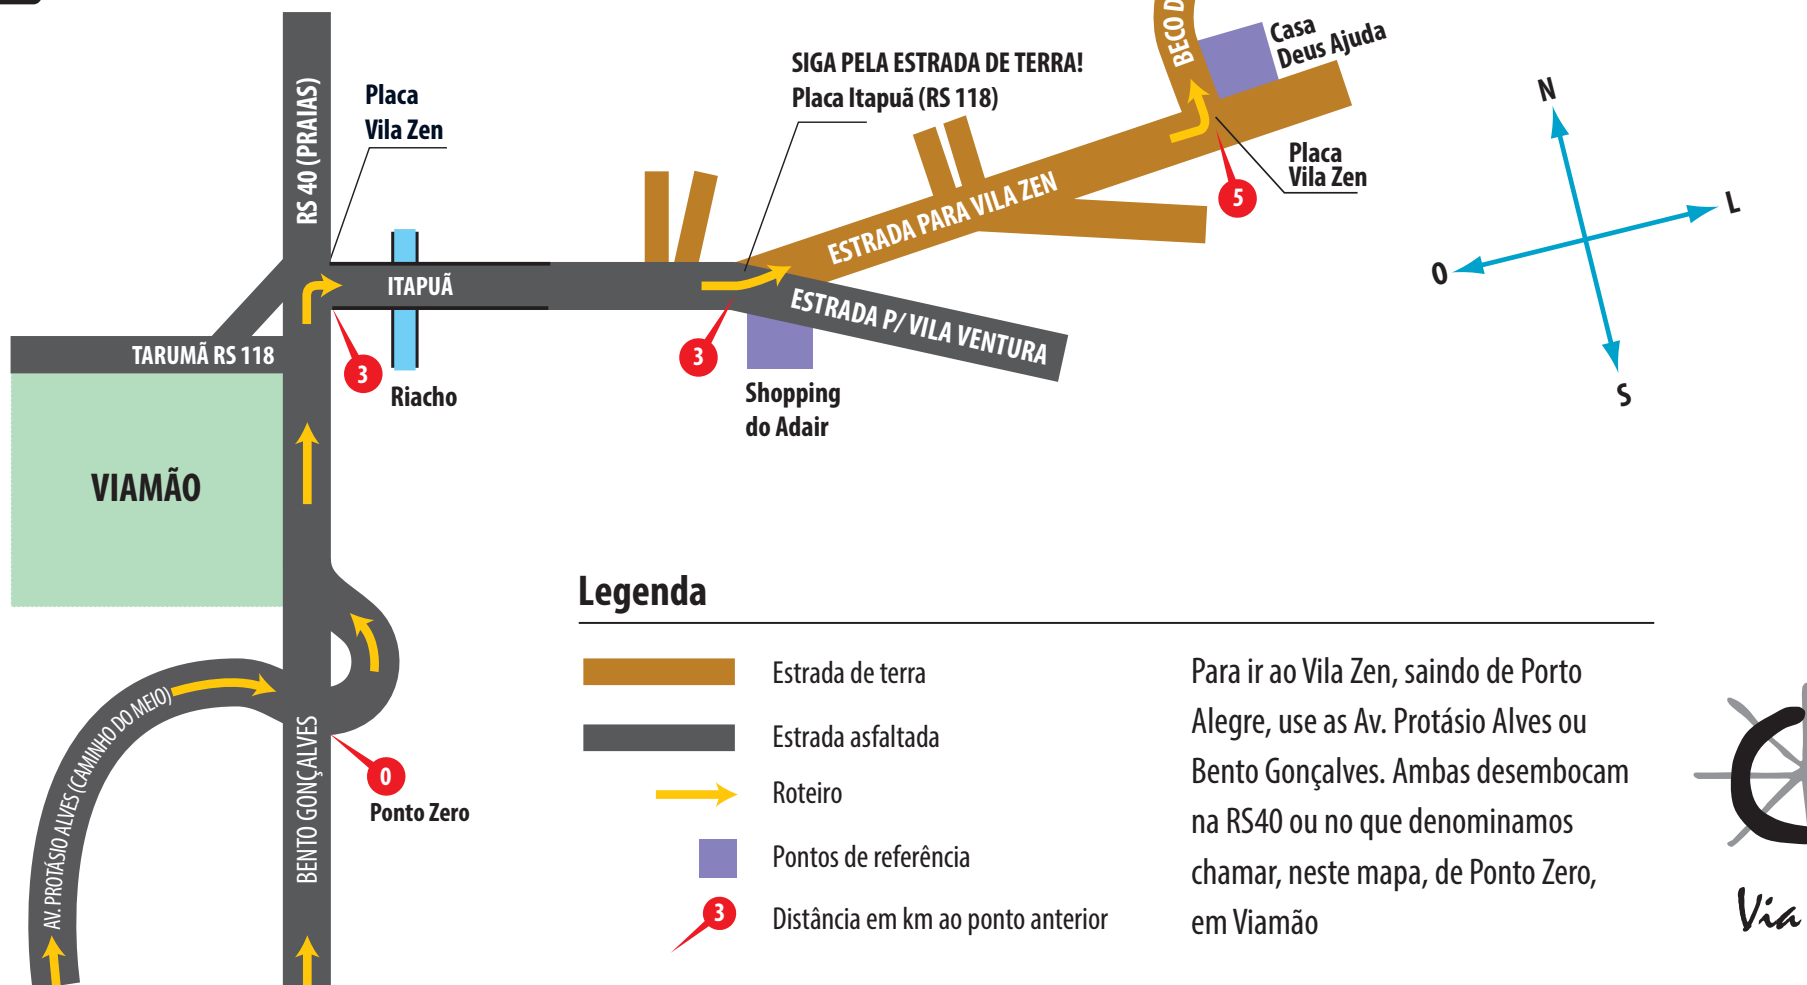 RS 40 (PRAIAS)
Placa
Vila Zen
SIGA PELA ESTRADA DE TERRA!
Placa Itapuã (RS 118)
BECO
Casa
Deus Ajuda
Placa
Vila Zen
5
N
L
O
S
ESTRADA PARA VILA ZEN
ITAPUÃ
ESTRADA P/ VILA VENTURA
TARUMÃ RS 118
3
Riacho
3
Shopping
do Adair
VIAMÃO
AV. PROTÁSIO ALVES (CAMINHO DO MEIO)
BENTO GONÇALVES
0
Ponto Zero
Legenda
Estrada de terra
Estrada asfaltada
Roteiro
Pontos de referência
3
Distância em km ao ponto anterior
Para ir ao Vila Zen, saindo de Porto
Alegre, use as Av. Protásio Alves ou
Bento Gonçalves. Ambas desembocam
na RS40 ou no que denominamos
chamar, neste mapa, de Ponto Zero,
em Viamão
Via